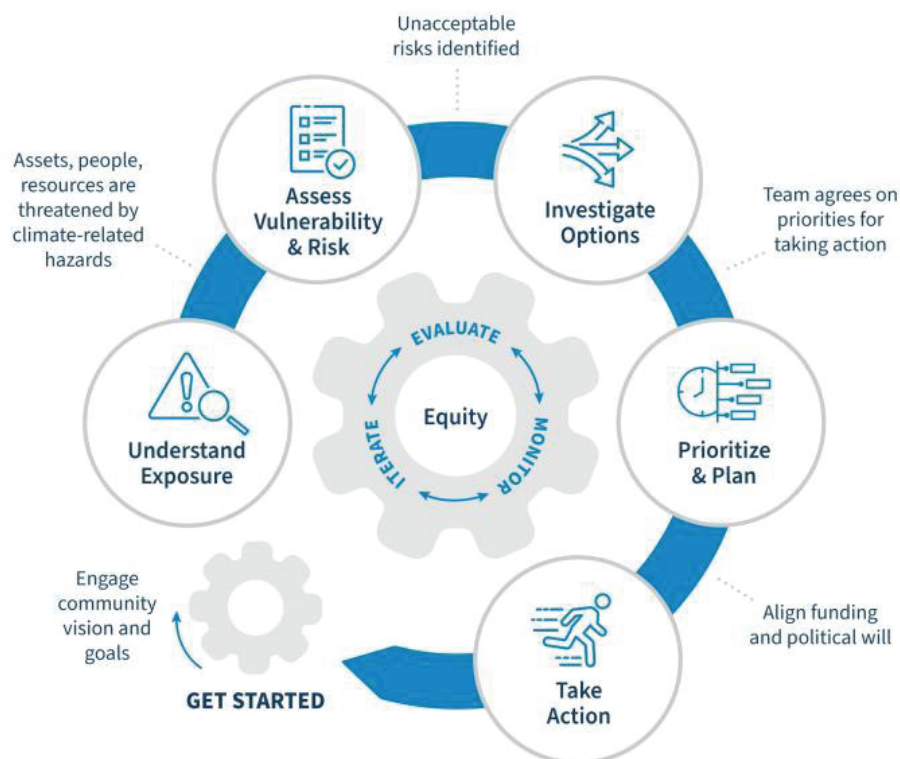 Unacceptable
risks identified
Assess
Vulnerability
& Risk
Investigate
Options
Assets, people,
resources are
threatened by
climate-related
hazards
Team agrees on
priorities for
taking action
EVALUATE
Equity
ITERATE
MONITOR
Understand
Exposure
Prioritize
& Plan
Engage
community
vision and
goals
GET STARTED
Take
Action
Align funding
and political will